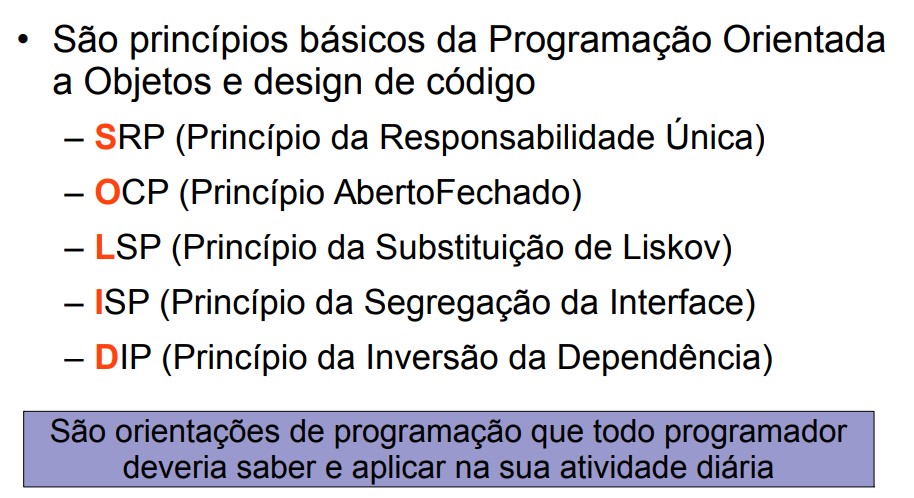 • São princípios básicos da Programação Orientada
a Objetos e design de código
– SRP (Princípio da Responsabilidade Única)
– OCP (Princípio AbertoFechado)
– LSP (Princípio da Substituição de Liskov)
– ISP (Princípio da Segregação da Interface)
– DIP (Princípio da Inversão da Dependência)
São orientações de programação que todo programador
deveria saber e aplicar na sua atividade diária